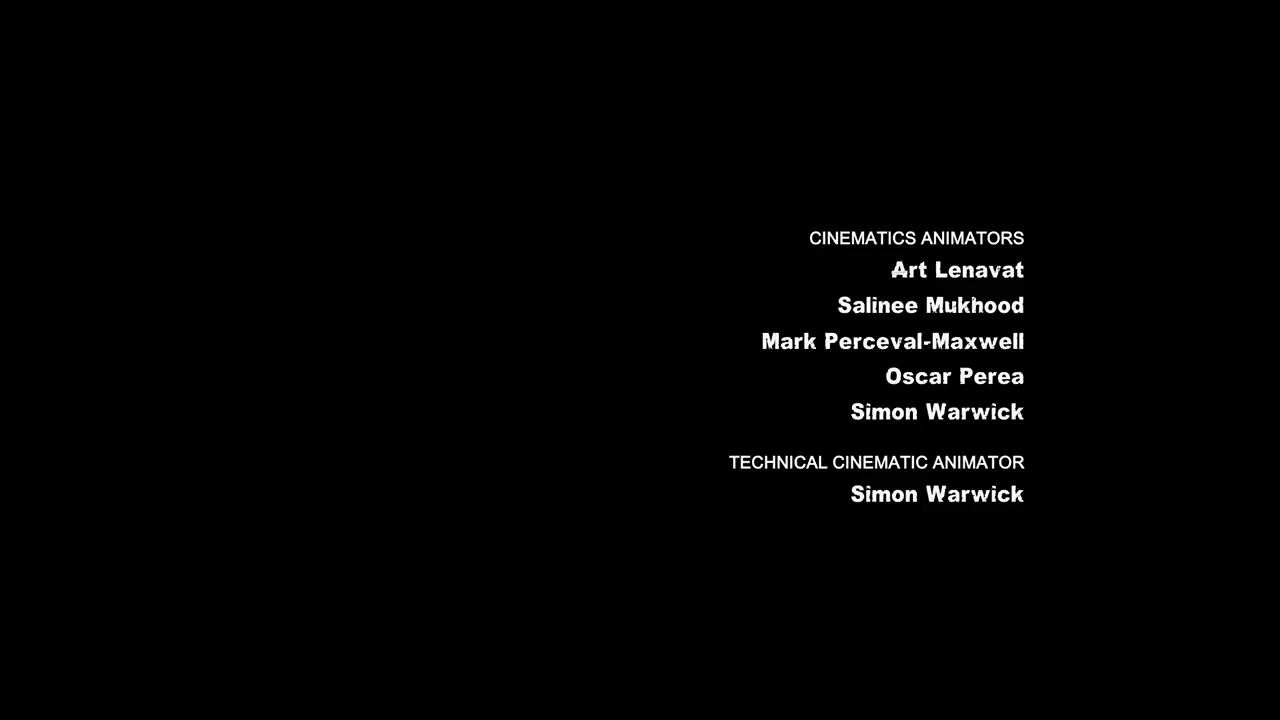 CINEMATICS ANIMATORS
Art Lenavat
Salinee Mukhood
Mark Perceval-Maxwell
Oscar Perea
Simon Warwick
TECHNICAL CINEMATIC ANIMATOR
Simon Warwick